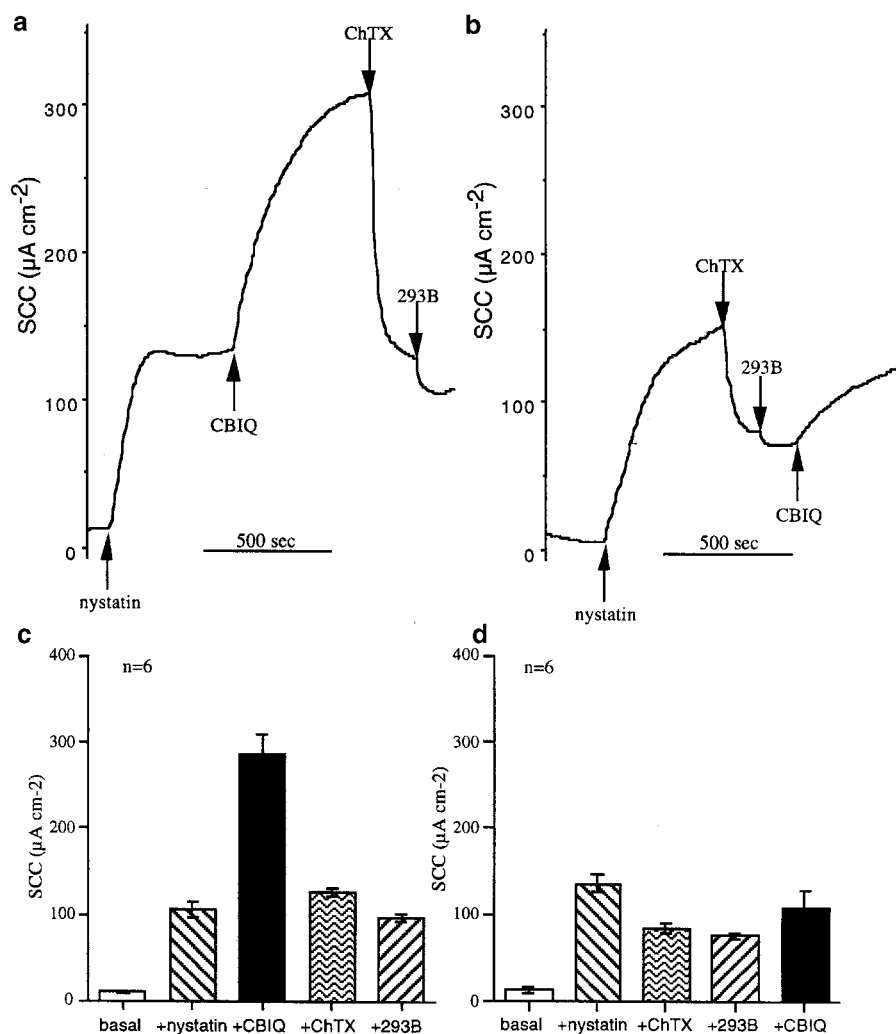 a
ChTX
300
200
100
0
SCC (µA cm-2)
293B
CBIQ
500 sec
nystatin
b
300
200
100
0
SCC (µA cm-2)
ChTX
293B
CBIQ
500 sec
nystatin
c
400
300
200
100
0
SCC (µA cm-2)
n=6
basal +nystatin +CBIQ +ChTX +293B
d
400
300
200
100
0
SCC (µA cm-2)
n=6
basal +nystatin +ChTX +293B +CBIQ